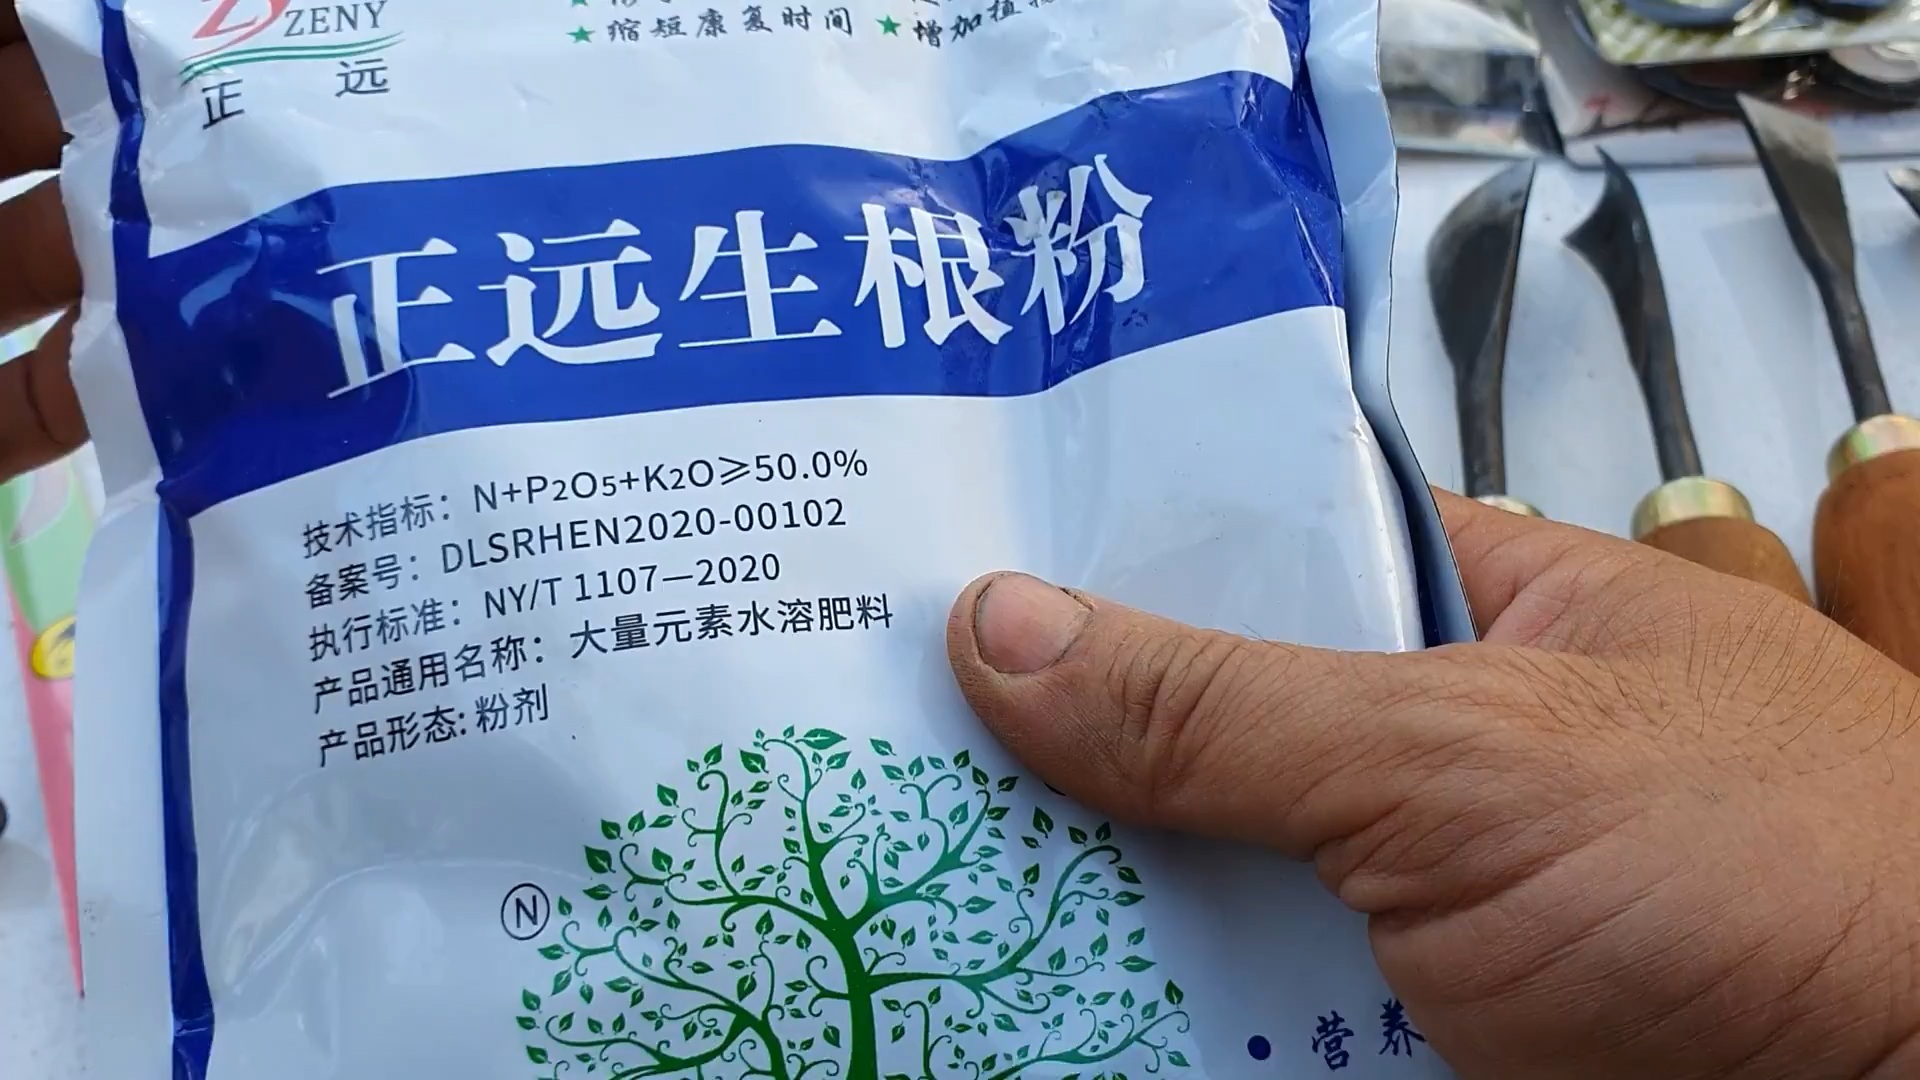 ZENY
正远
★缩短康复时间 ★增加植
正远生根粉
技术指标：N+P2O5+K2O≥50.0%
备案号：DLSRHEN2020-00102
执行标准：NY/T 1107—2020
产品通用名称：大量元素水溶肥料
产品形态:粉剂
N
• 营养